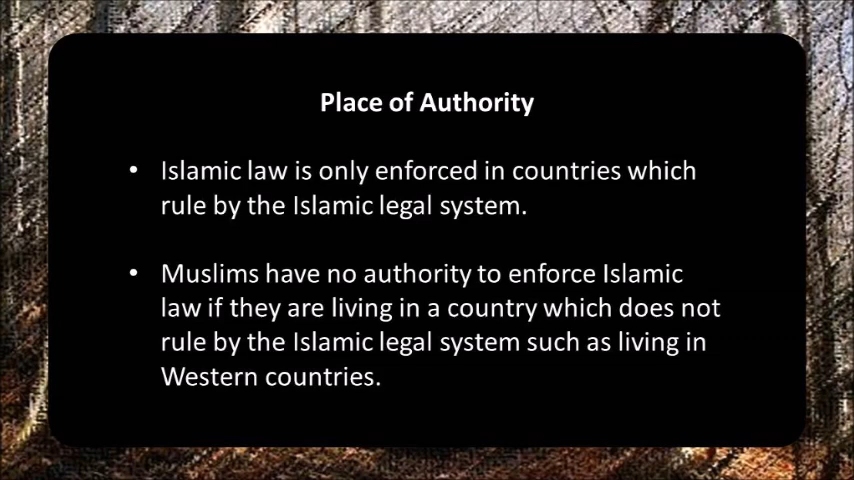 Place of Authority
• Islamic law is only enforced in countries which
rule by the Islamic legal system.
• Muslims have no authority to enforce Islamic
law if they are living in a country which does not
rule by the Islamic legal system such as living in
Western countries.